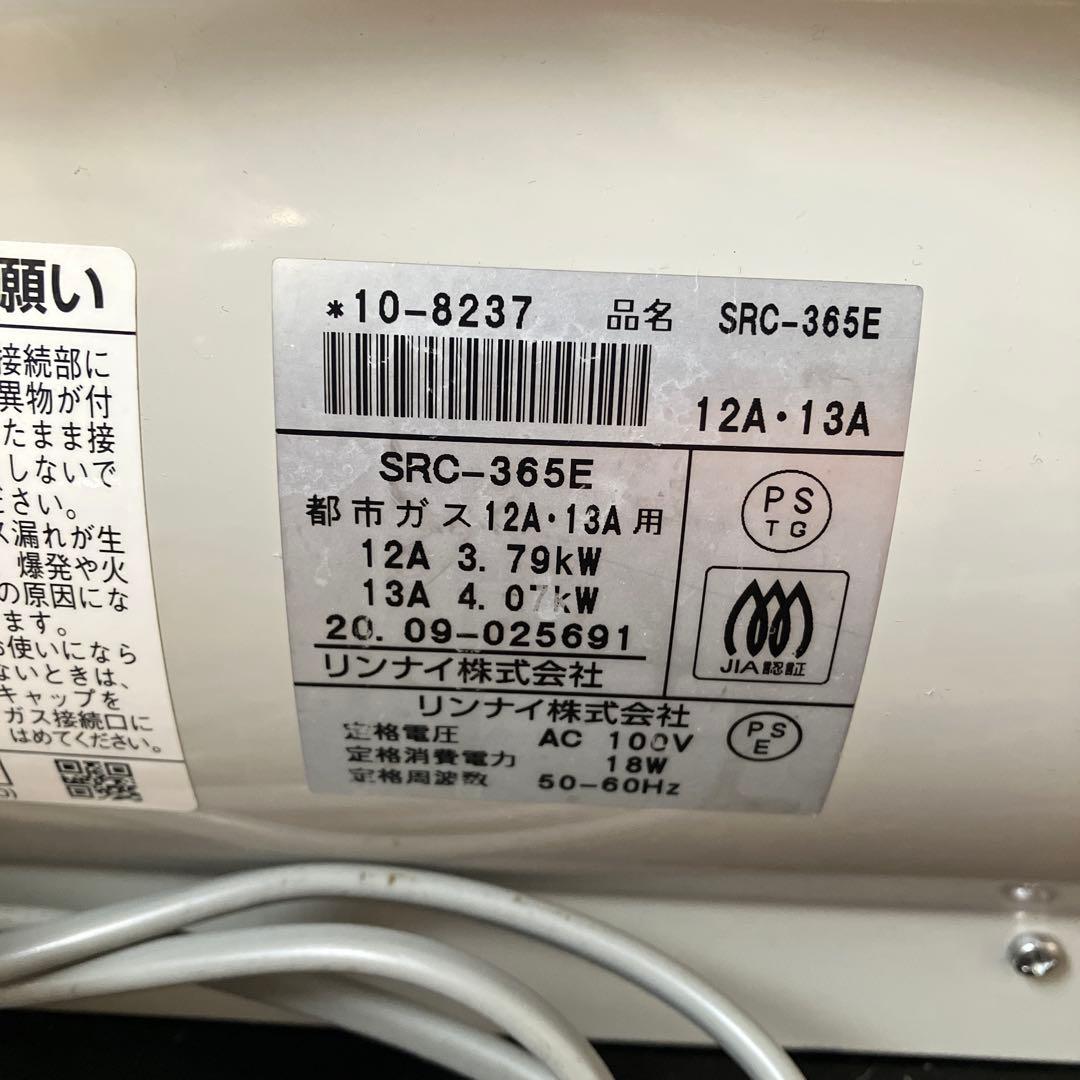 願い
接続部に
異物が付
たまま接
しないで
ださい。
ス漏れが生
爆発や火
の原因にな
ます。
お使いになら
ないときは、
キャップを
ガス接続口に
はめてください。
*10-8237 品名 SRC-365E
12A・13A
SRC-365E
都市ガス12A・13A用
12A 3.79kW
13A 4.07kW
20.09-025691
リンナイ株式会社
PS
TG
JIA認証
リンナイ株式会社
定格電圧 AC 100V
定格消費電力 18W
定格周波数 50-60Hz
PS
E